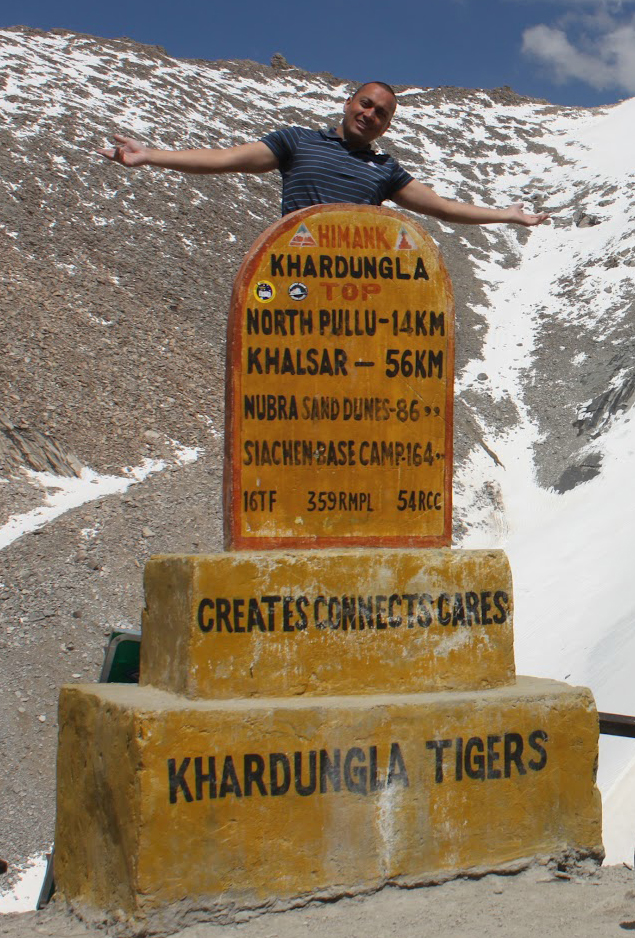 HIMANK
KHARDUNGLA
TOP
NORTH PULLU-14KM
KHALSAR - 56KM
NUBRA SAND DUNES-86 "
SIACHEN BASE CAMP 164 "
16TF 359RMPL 54RCC
CREATES CONNECTS CARES
KHARDUNGLA TIGERS